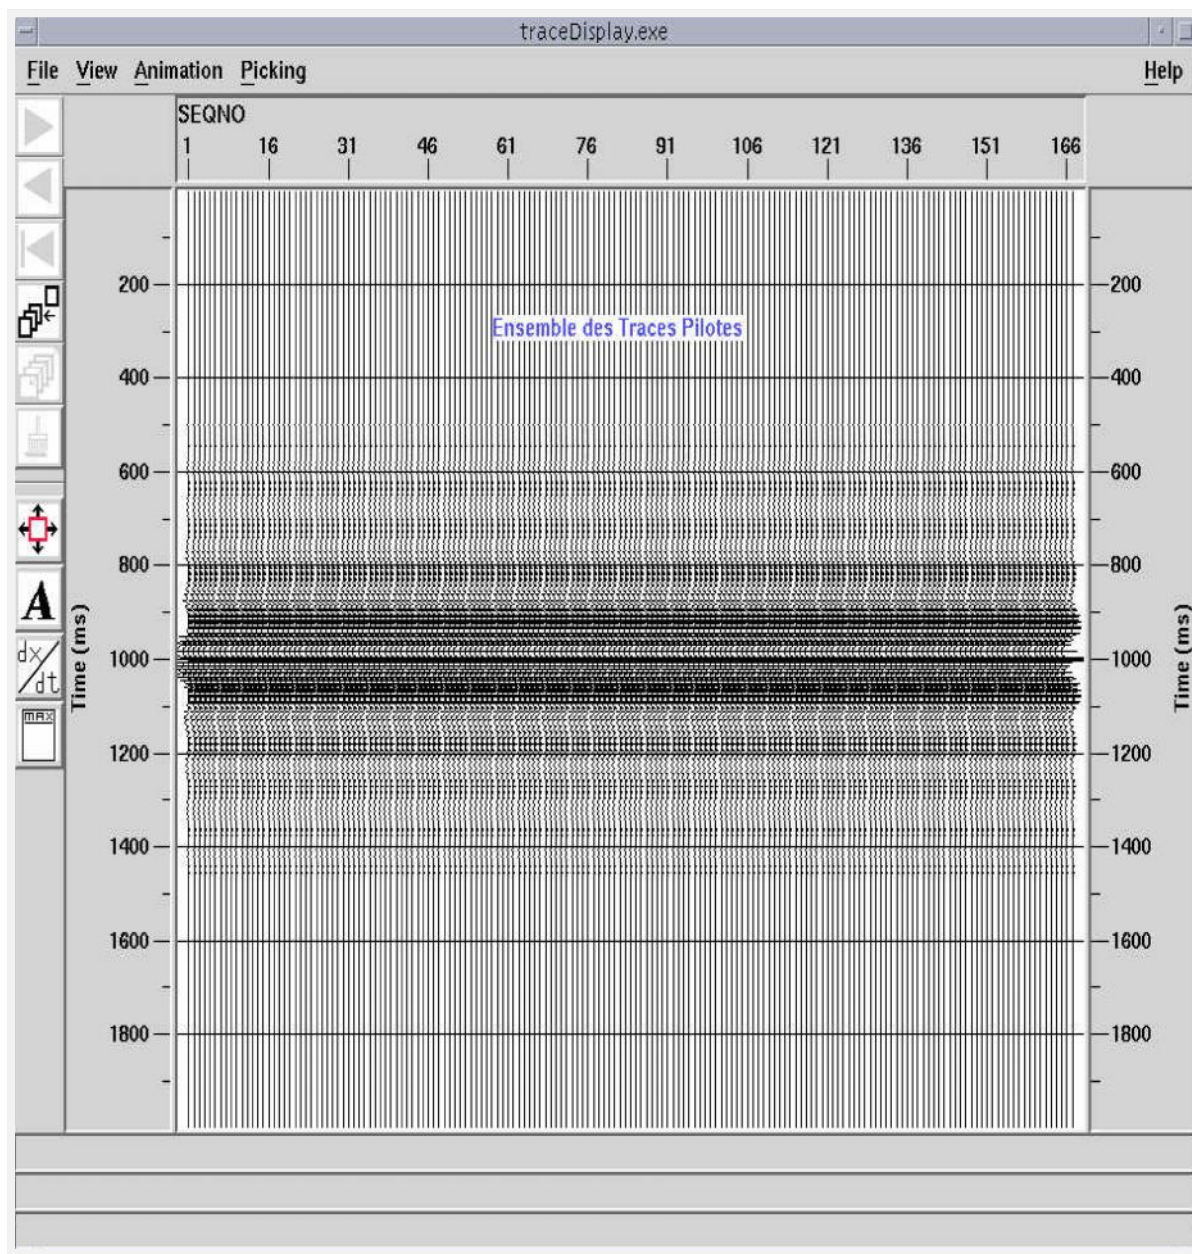 traceDisplay.exe
File View Animation Picking Help
SEQNO
1 16 31 46 61 76 91 106 121 136 151 166
200 200
Ensemble des Traces Pilotes
400 400
600 600
800 800
A
Time (ms) Time (ms)
dx/dt
1000 1000
max
1200 1200
1400 1400
1600 1600
1800 1800